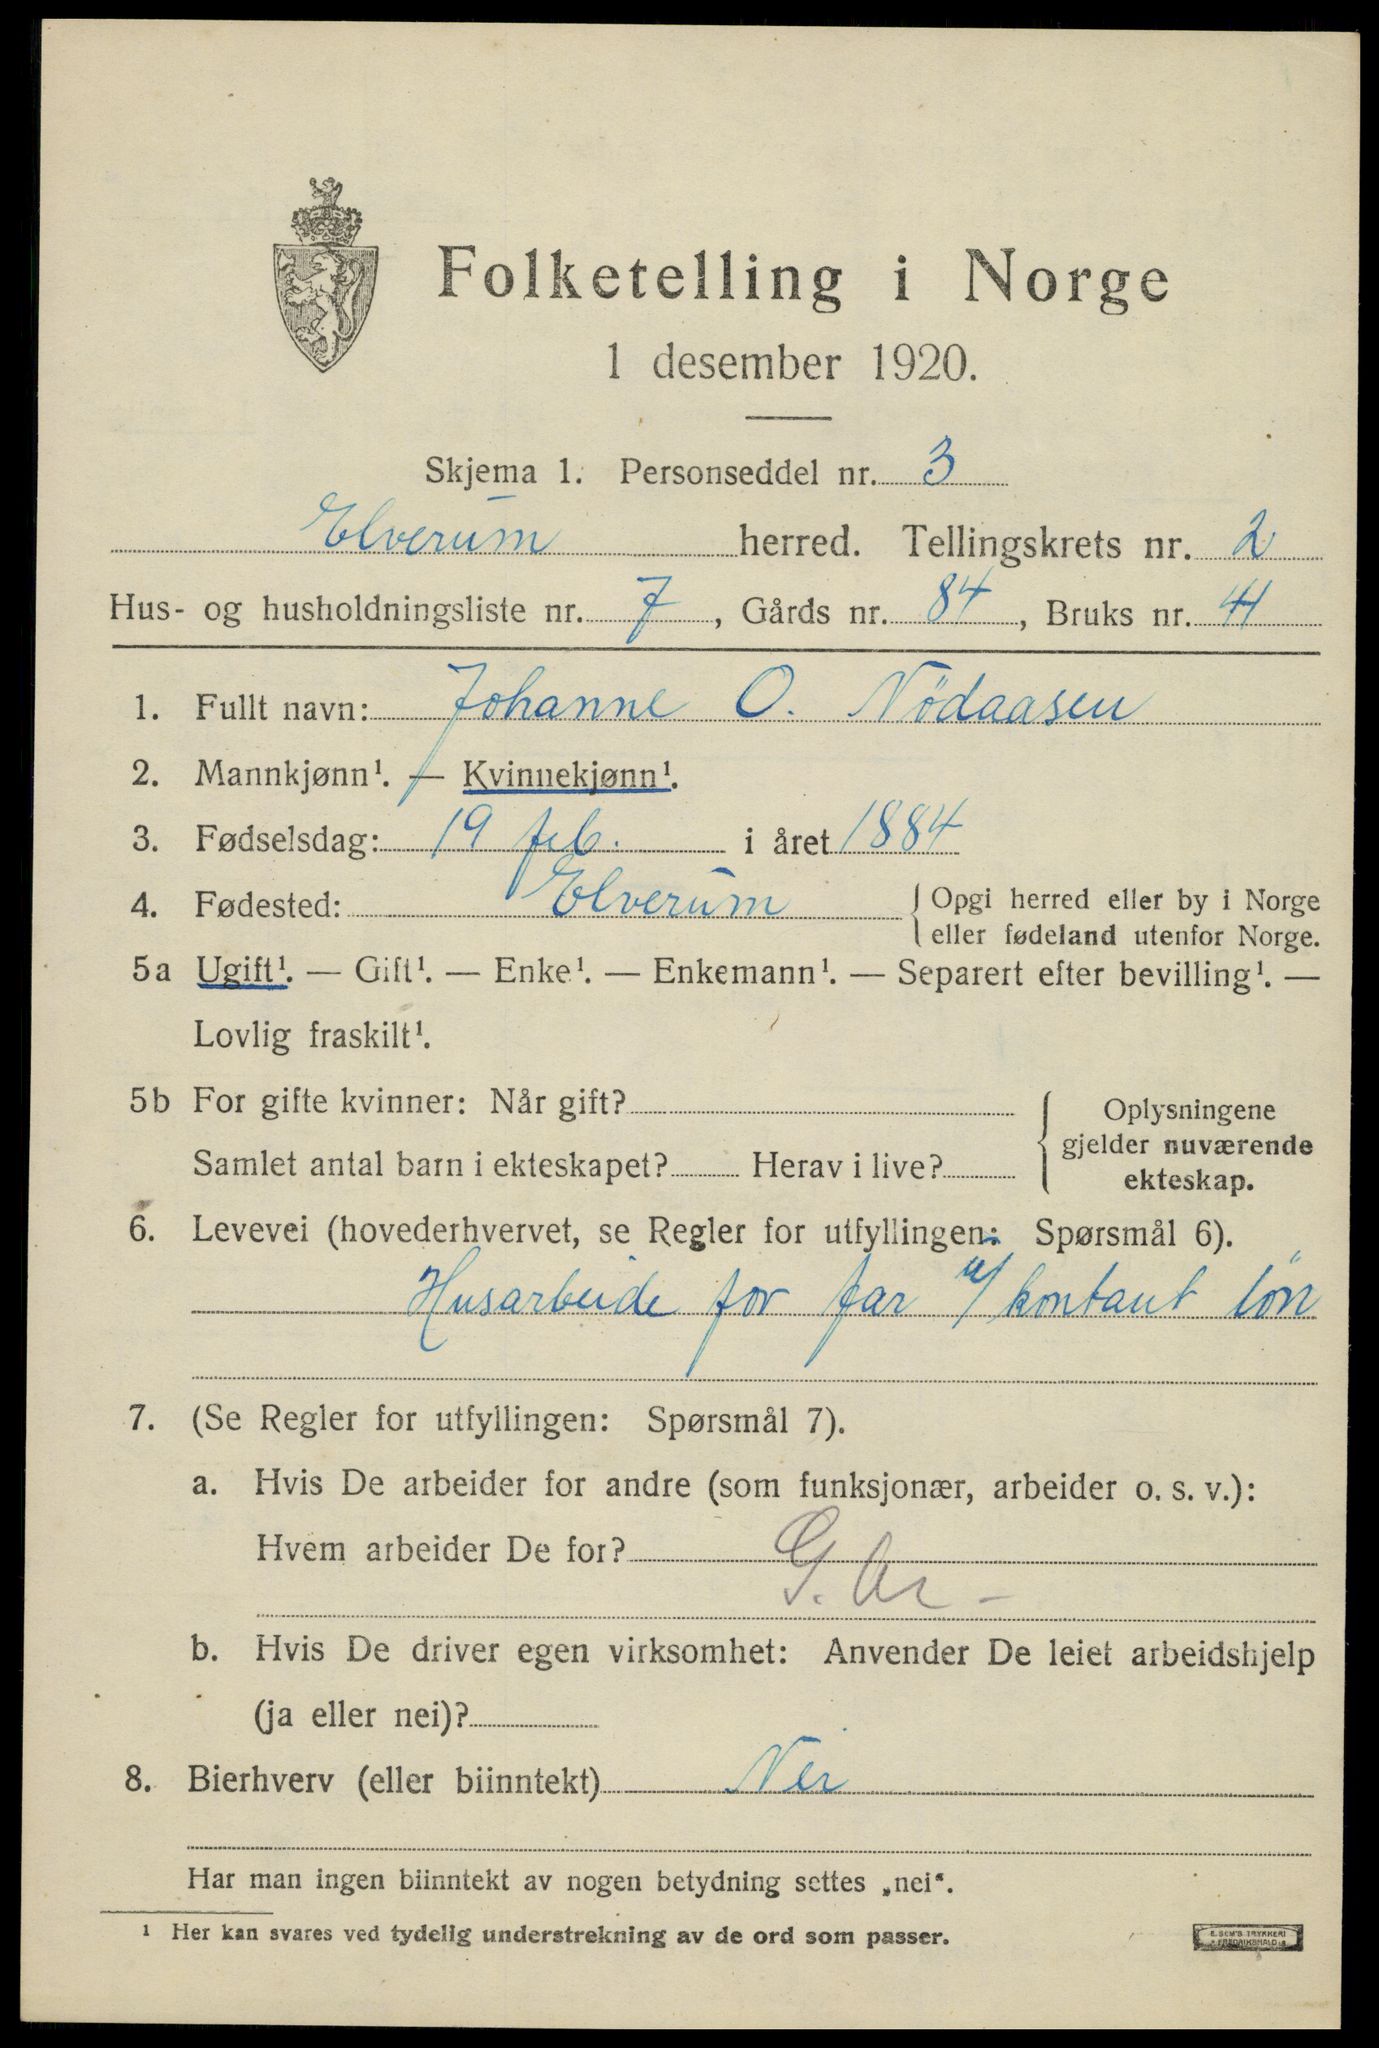 Folketelling i Norge
1 desember 1920.
Skjema 1. Personseddel nr. 3
Elverum herred. Tellingskrets nr. 2
Hus- og husholdningsliste nr. 7, Gårds nr. 84, Bruks nr. 41
1. Fullt navn: Johanne O. Nödaasen
2. Mannkjønn¹. — Kvinnekjønn¹.
3. Fødselsdag: 19 feb. i året 1884
4. Fødested: Elverum { Opgi herred eller by i Norge
eller fødeland utenfor Norge.
5a Ugift¹. — Gift¹. — Enke¹. — Enkemann¹. — Separert efter bevilling¹. —
Lovlig fraskilt¹.
5b For gifte kvinner: Når gift? { Oplysningene
gjelder nuværende
Samlet antal barn i ekteskapet? Herav i live?
ekteskap.
6. Levevei (hovederhvervet, se Regler for utfyllingen: Spørsmål 6).
Husarbeide for far u/ kontant lön
7. (Se Regler for utfyllingen: Spørsmål 7).
a. Hvis De arbeider for andre (som funksjonær, arbeider o. s. v.):
Hvem arbeider De for?
G.
b. Hvis De driver egen virksomhet: Anvender De leiet arbeidshjelp
(ja eller nei)?
8. Bierhverv (eller biinntekt) Nei
Har man ingen biinntekt av nogen betydning settes „nei“.
¹ Her kan svares ved tydelig understrekning av de ord som passer.
E. SEM'S TRYKKERI
FREDRIKSHALD